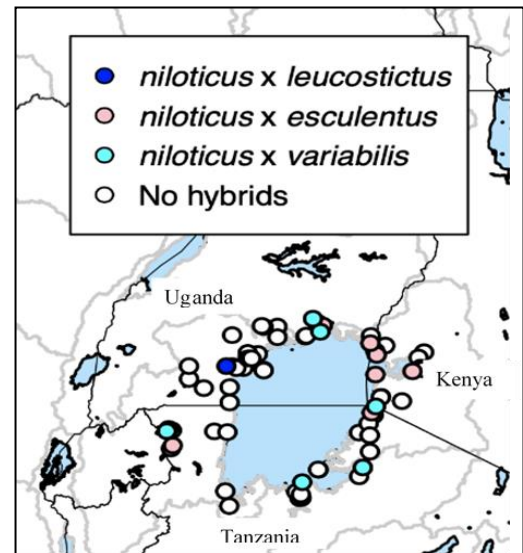 niloticus x leucostictus
niloticus x esculentus
niloticus x variabilis
No hybrids
Uganda
Kenya
Tanzania